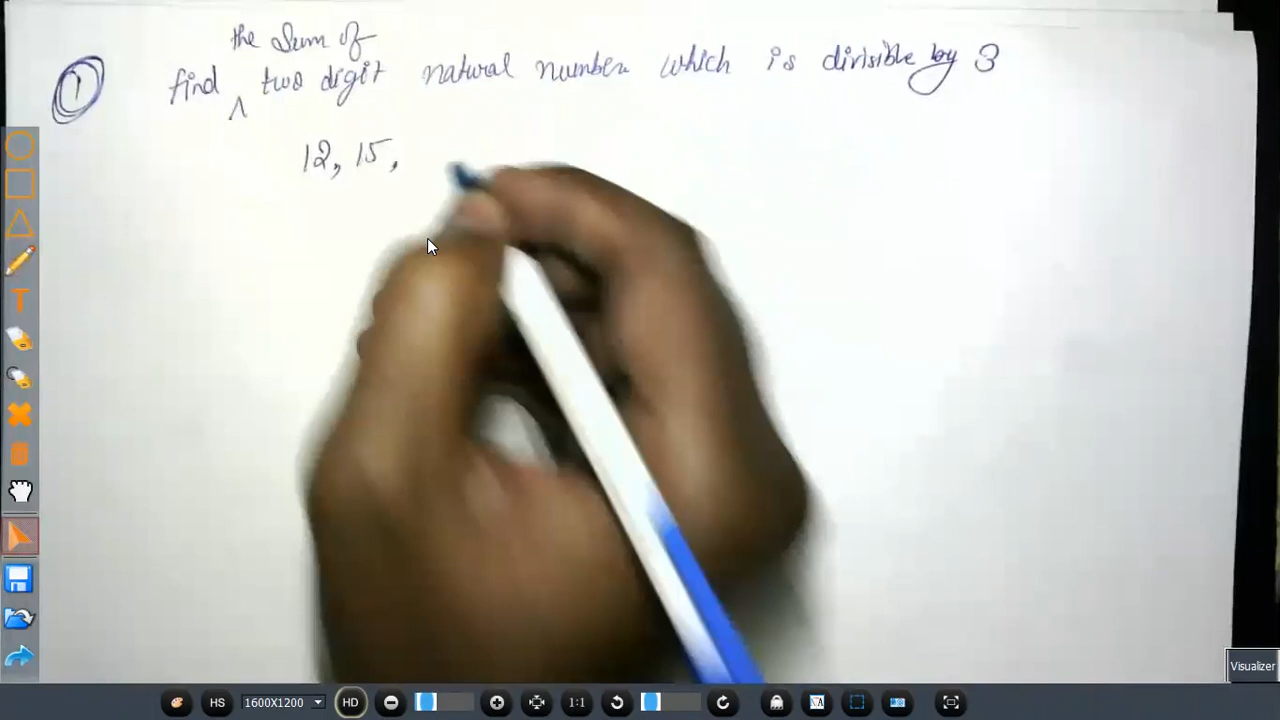 the Sum of
① find ^ two digit natural number which is divisible by 3
12, 15,
T
HS 1600X1200 HD 1:1 A
Visualizer